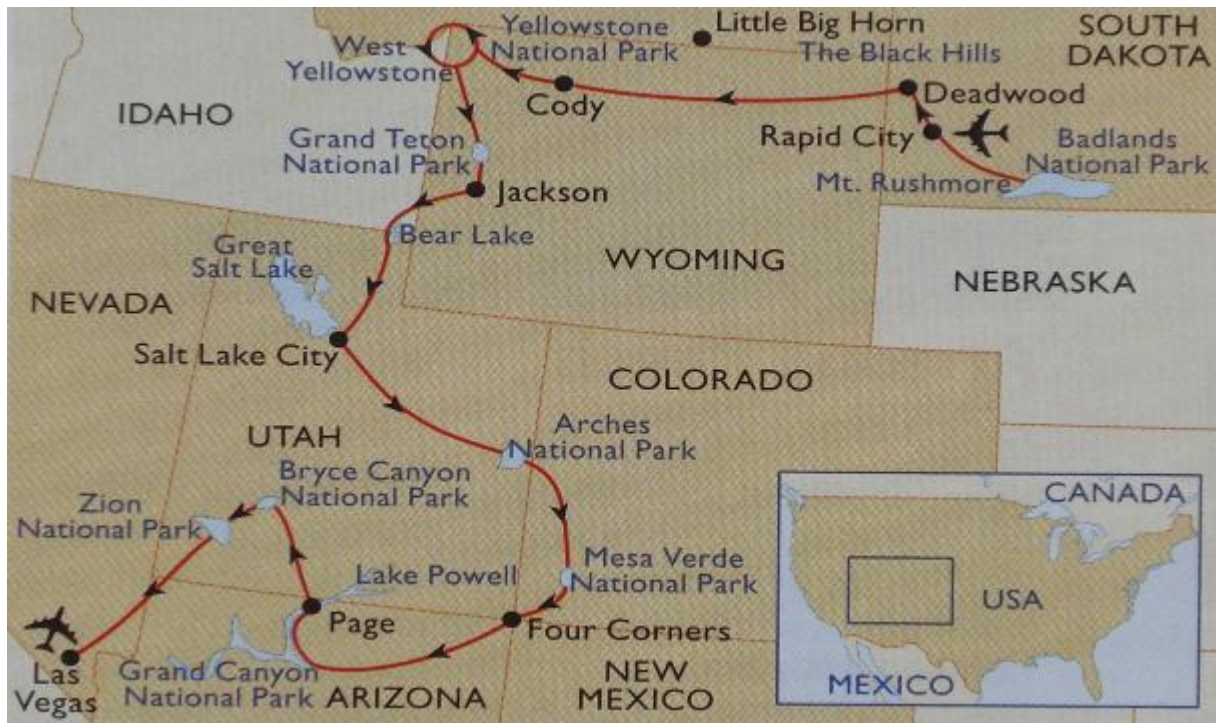 Little Big Horn
SOUTH
DAKOTA
Yellowstone
National Park
West
Yellowstone
The Black Hills
Cody
Deadwood
IDAHO
Rapid City
Badlands
National Park
Grand Teton
National Park
Mt. Rushmore
Jackson
Bear Lake
Great
Salt Lake
WYOMING
NEBRASKA
NEVADA
Salt Lake City
COLORADO
Arches
National Park
UTAH
Bryce Canyon
National Park
Zion
National Park
CANADA
Mesa Verde
National Park
Lake Powell
USA
Page
Four Corners
Las
Vegas
Grand Canyon
National Park
ARIZONA
NEW
MEXICO
MEXICO